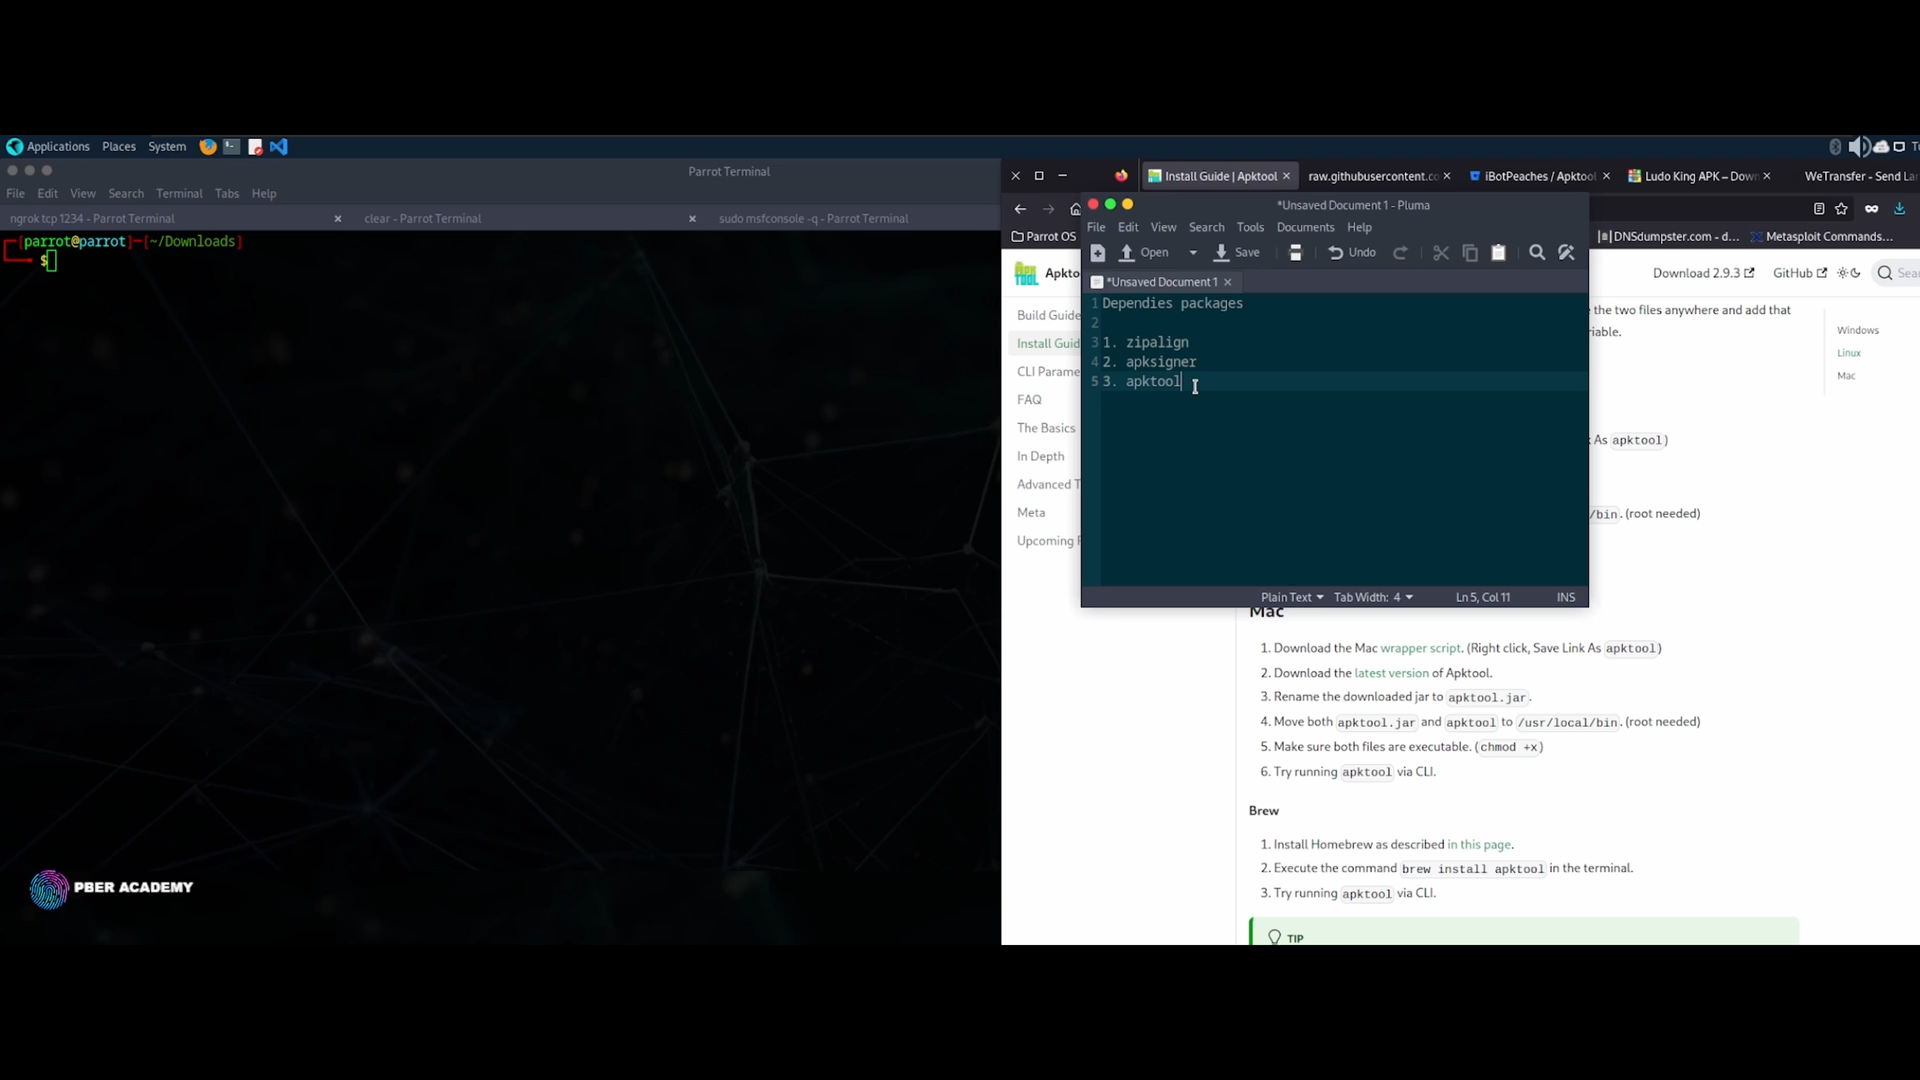 Applications Places System
Parrot Terminal
File Edit View Search Terminal Tabs Help
ngrok tcp 1234 - Parrot Terminal
clear - Parrot Terminal
sudo msfconsole -q - Parrot Terminal
[parrot@parrot]─[~/Downloads]
$
PBER ACADEMY
Install Guide | Apktool
raw.githubusercontent.co
iBotPeaches / Apktool
Ludo King APK – Down
WeTransfer - Send Lar
Parrot OS
DNSdumpster.com - d...
Metasploit Commands...
*Unsaved Document 1 - Pluma
File Edit View Search Tools Documents Help
Open Save Undo
*Unsaved Document 1
1 Dependies packages
2
3 1. zipalign
4 2. apksigner
5 3. apktool
Plain Text Tab Width: 4 Ln 5, Col 11 INS
Apkto
Download 2.9.3 GitHub Sea
Build Guide
Install Guid
CLI Parame
FAQ
The Basics
In Depth
Advanced T
Meta
Upcoming
the two files anywhere and add that
riable.
As apktool)
/bin. (root needed)
Windows
Linux
Mac
Mac
1. Download the Mac wrapper script. (Right click, Save Link As apktool)
2. Download the latest version of Apktool.
3. Rename the downloaded jar to apktool.jar.
4. Move both apktool.jar and apktool to /usr/local/bin. (root needed)
5. Make sure both files are executable. (chmod +x)
6. Try running apktool via CLI.
Brew
1. Install Homebrew as described in this page.
2. Execute the command brew install apktool in the terminal.
3. Try running apktool via CLI.
TIP